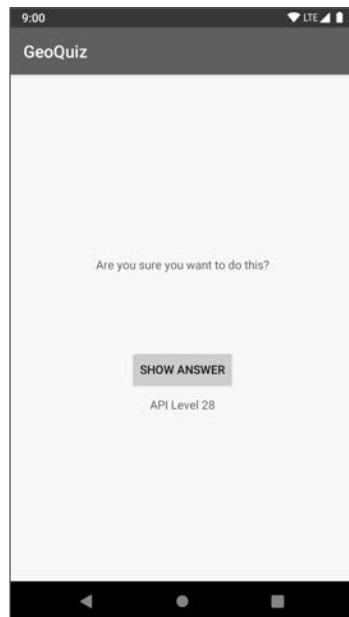 9:00 LTE
GeoQuiz
Are you sure you want to do this?
SHOW ANSWER
API Level 28